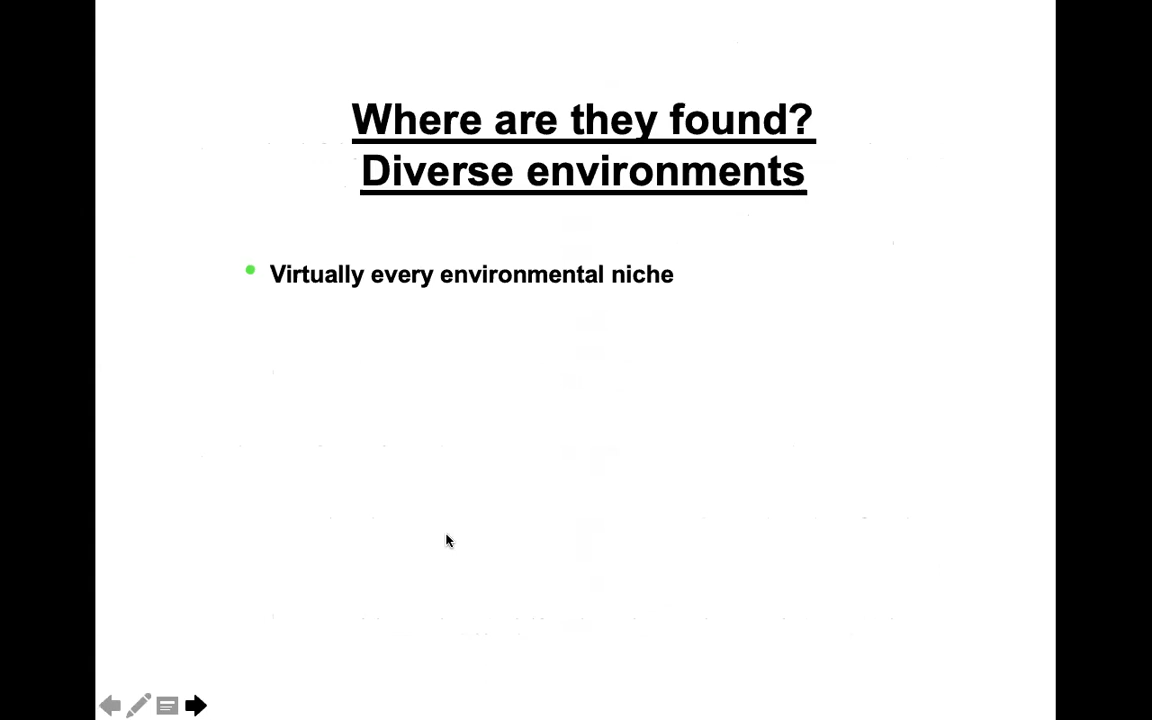 Where are they found?
Diverse environments
Virtually every environmental niche